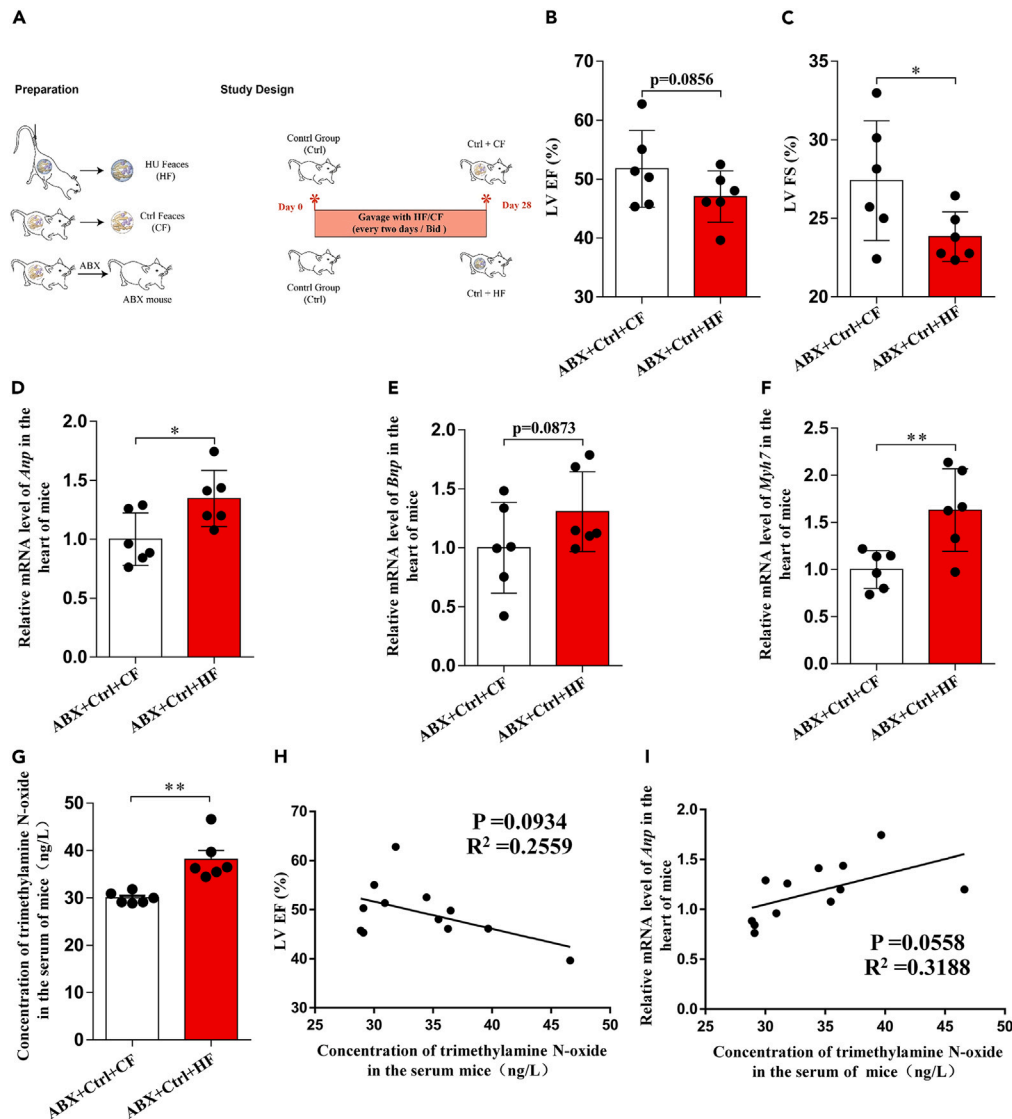 A
Preparation
Study Design
HU Feaces
(HF)
Ctrl Feaces
(CF)
ABX
ABX mouse
Contrl Group
(Ctrl)
Ctrl + CF
*
*
Day 0
Day 28
Gavage with HF/CF
(every two days / Bid )
Contrl Group
(Ctrl)
Ctrl + HF
B
LV EF (%)
70
60
50
40
30
p=0.0856
ABX+Ctrl+CF
ABX+Ctrl+HF
C
LV FS (%)
35
30
25
20
*
ABX+Ctrl+CF
ABX+Ctrl+HF
D
Relative mRNA level of Anp in the
heart of mice
2.0
1.5
1.0
0.5
0.0
*
ABX+Ctrl+CF
ABX+Ctrl+HF
E
Relative mRNA level of Bnp in the
heart of mice
2.0
1.5
1.0
0.5
0.0
p=0.0873
ABX+Ctrl+CF
ABX+Ctrl+HF
F
Relative mRNA level of Myh7 in the
heart of mice
2.5
2.0
1.5
1.0
0.5
0.0
**
ABX+Ctrl+CF
ABX+Ctrl+HF
G
Concentration of trimethylamine N-oxide
in the serum of mice（ng/L）
50
40
30
20
10
0
**
ABX+Ctrl+CF
ABX+Ctrl+HF
H
LV EF (%)
70
60
50
40
30
P =0.0934
R² =0.2559
25 30 35 40 45 50
Concentration of trimethylamine N-oxide
in the serum mice（ng/L）
I
Relative mRNA level of Anp in the
heart of mice
2.0
1.5
1.0
0.5
0.0
P =0.0558
R² =0.3188
25 30 35 40 45 50
Concentration of trimethylamine N-oxide
in the serum of mice（ng/L）